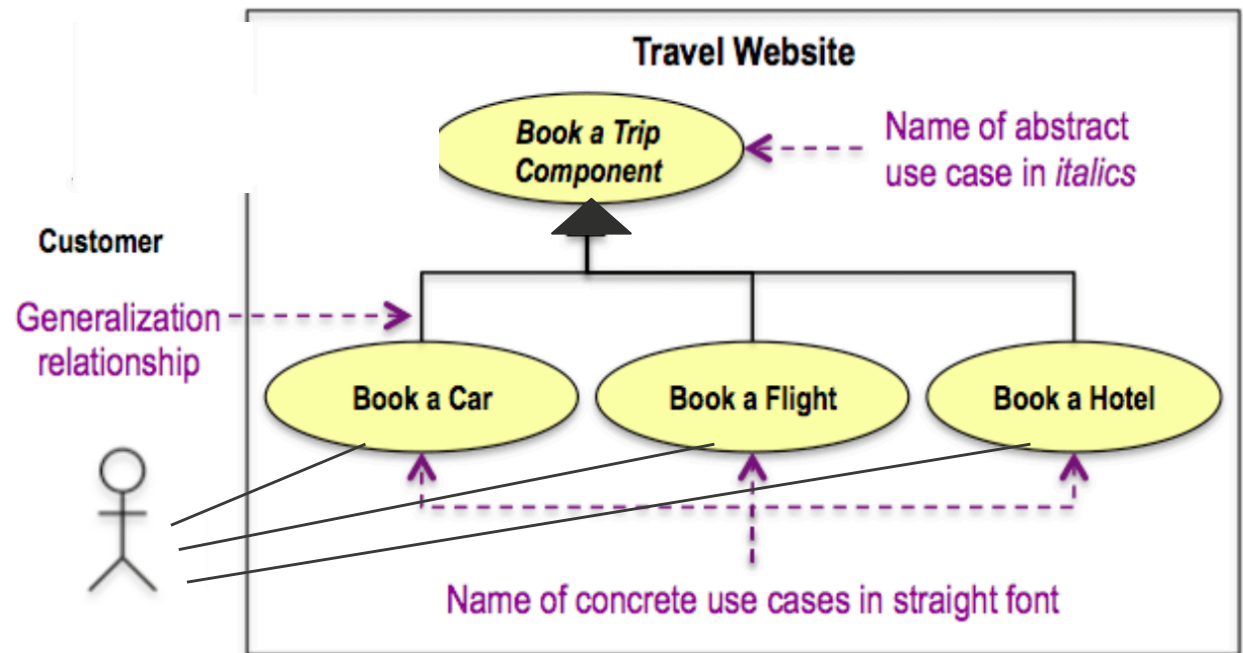 Travel Website
Book a Trip
Component
Name of abstract
use case in italics
Customer
Generalization
relationship
Book a Car
Book a Flight
Book a Hotel
Name of concrete use cases in straight font